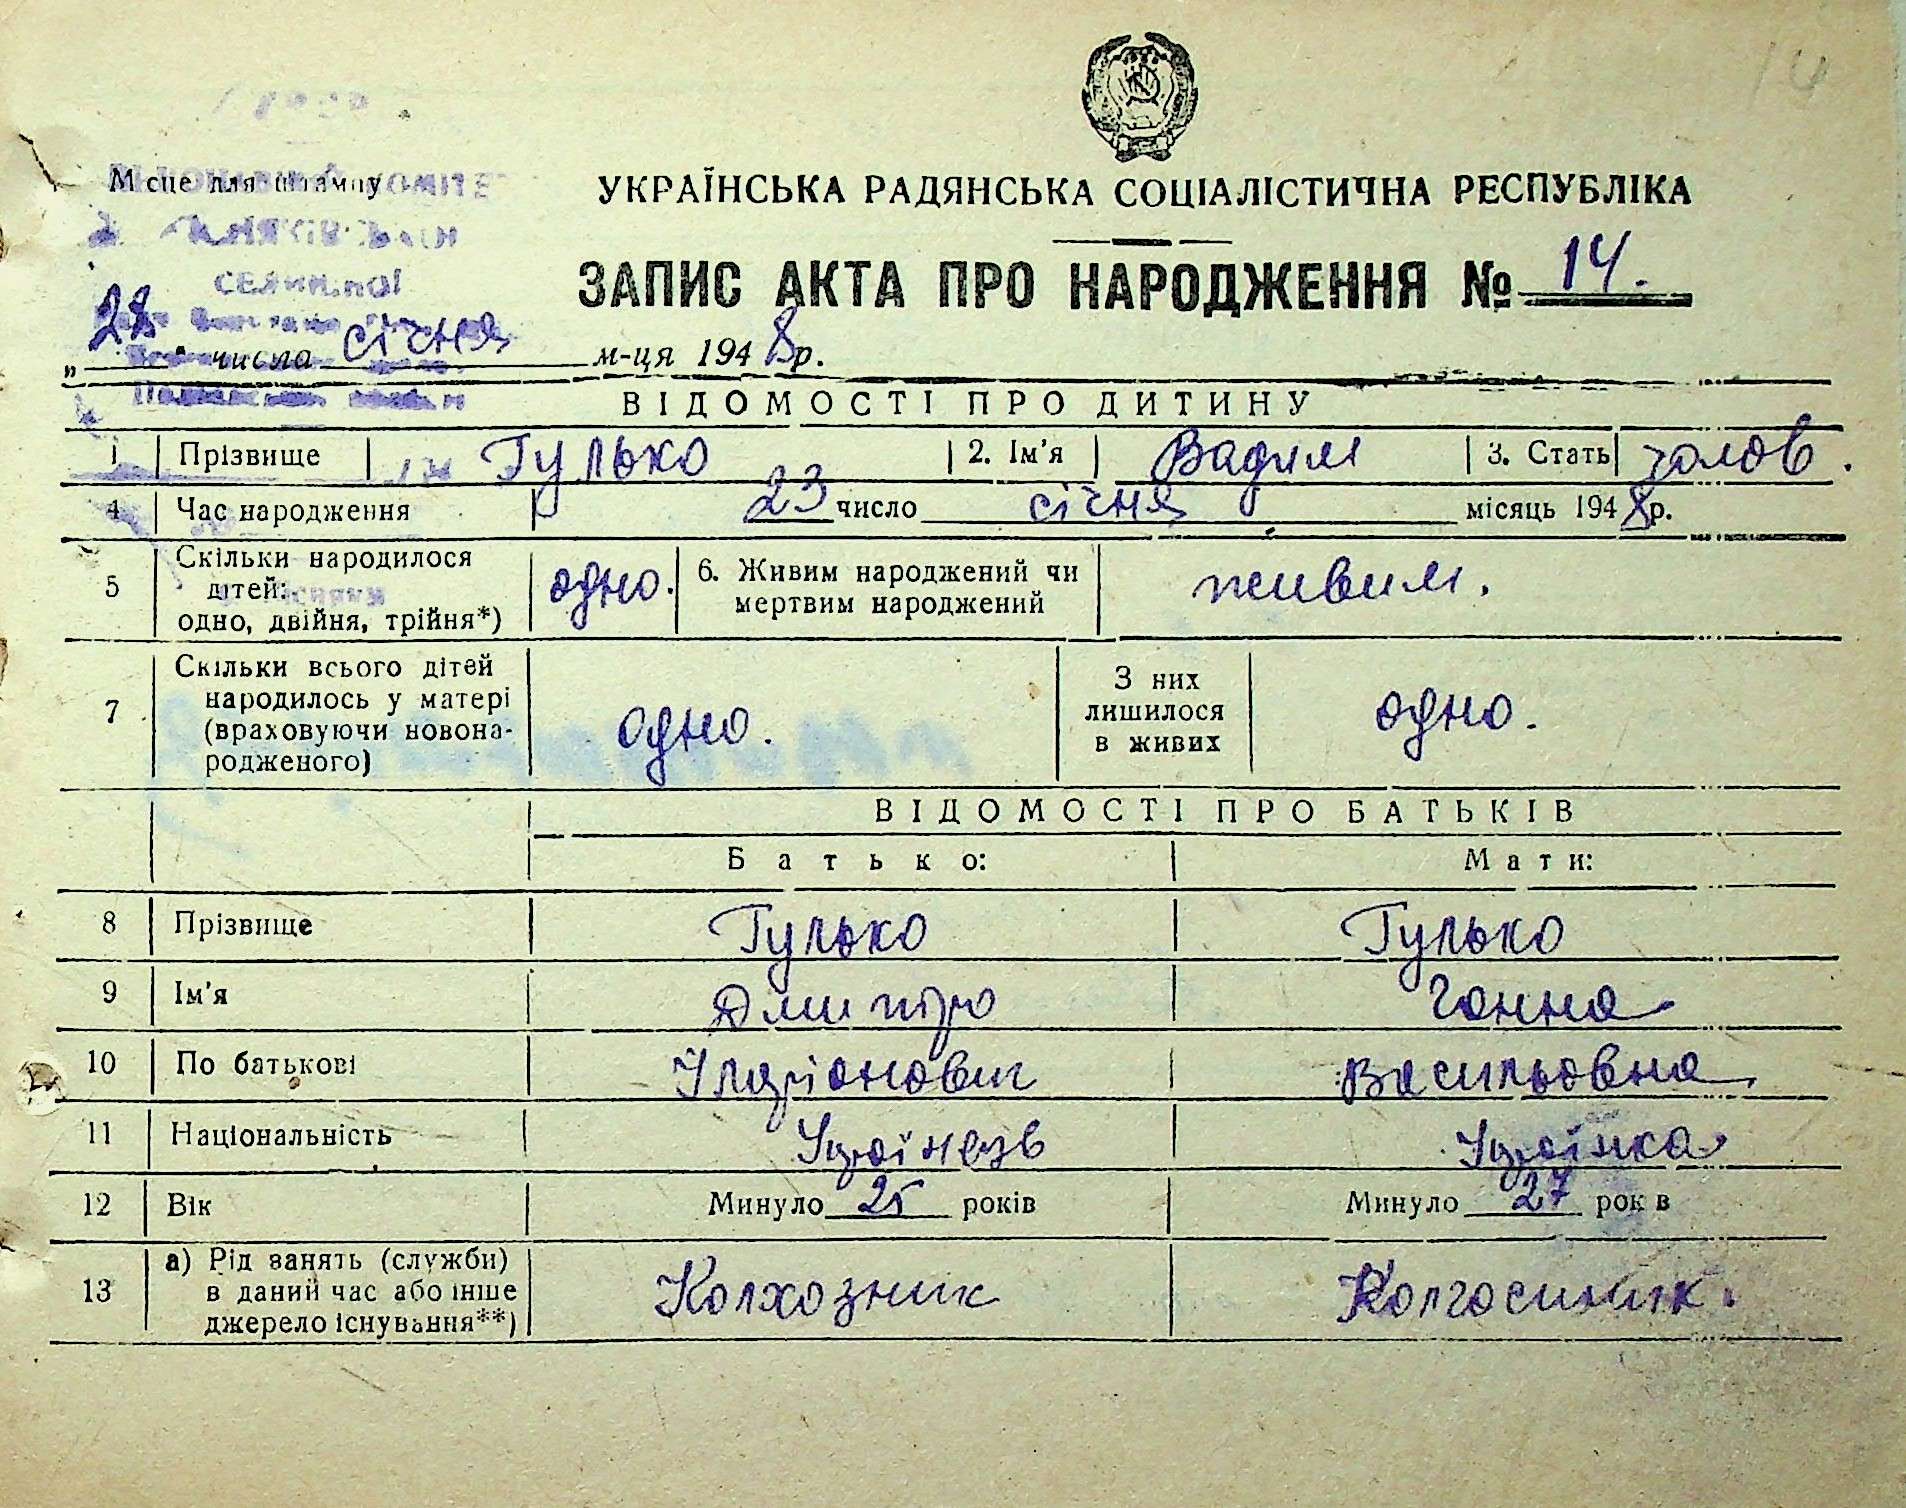 14
Місце для штампу
УКРАЇНСЬКА РАДЯНСЬКА СОЦІАЛІСТИЧНА РЕСПУБЛІКА
СЕЛИЩНОЇ
ЗАПИС АКТА ПРО НАРОДЖЕННЯ № 14.
„28" числа січня м-ця 1948 р.
ВІДОМОСТІ ПРО ДИТИНУ
1 Прізвище Гулько 2. Ім'я Вадим 3. Стать чолов.
4 Час народження 23 число січня місяць 1948 р.
5 Скільки народилося дітей: одно, двійня, трійня*) одно. 6. Живим народжений чи мертвим народжений живим.
7 Скільки всього дітей народилось у матері (враховуючи новонародженого) одно. З них лишилося в живих одно.
ВІДОМОСТІ ПРО БАТЬКІВ
Батько: Мати:
8 Прізвище Гулько Гулько
9 Ім'я Дмитро Ганна
10 По батькові Іларіонович Васильовна
11 Національність Українець Українка
12 Вік Минуло 25 років Минуло 27 рок в
13 а) Рід занять (служби) в даний час або інше джерело існування**) Колхозник Колгоспник.